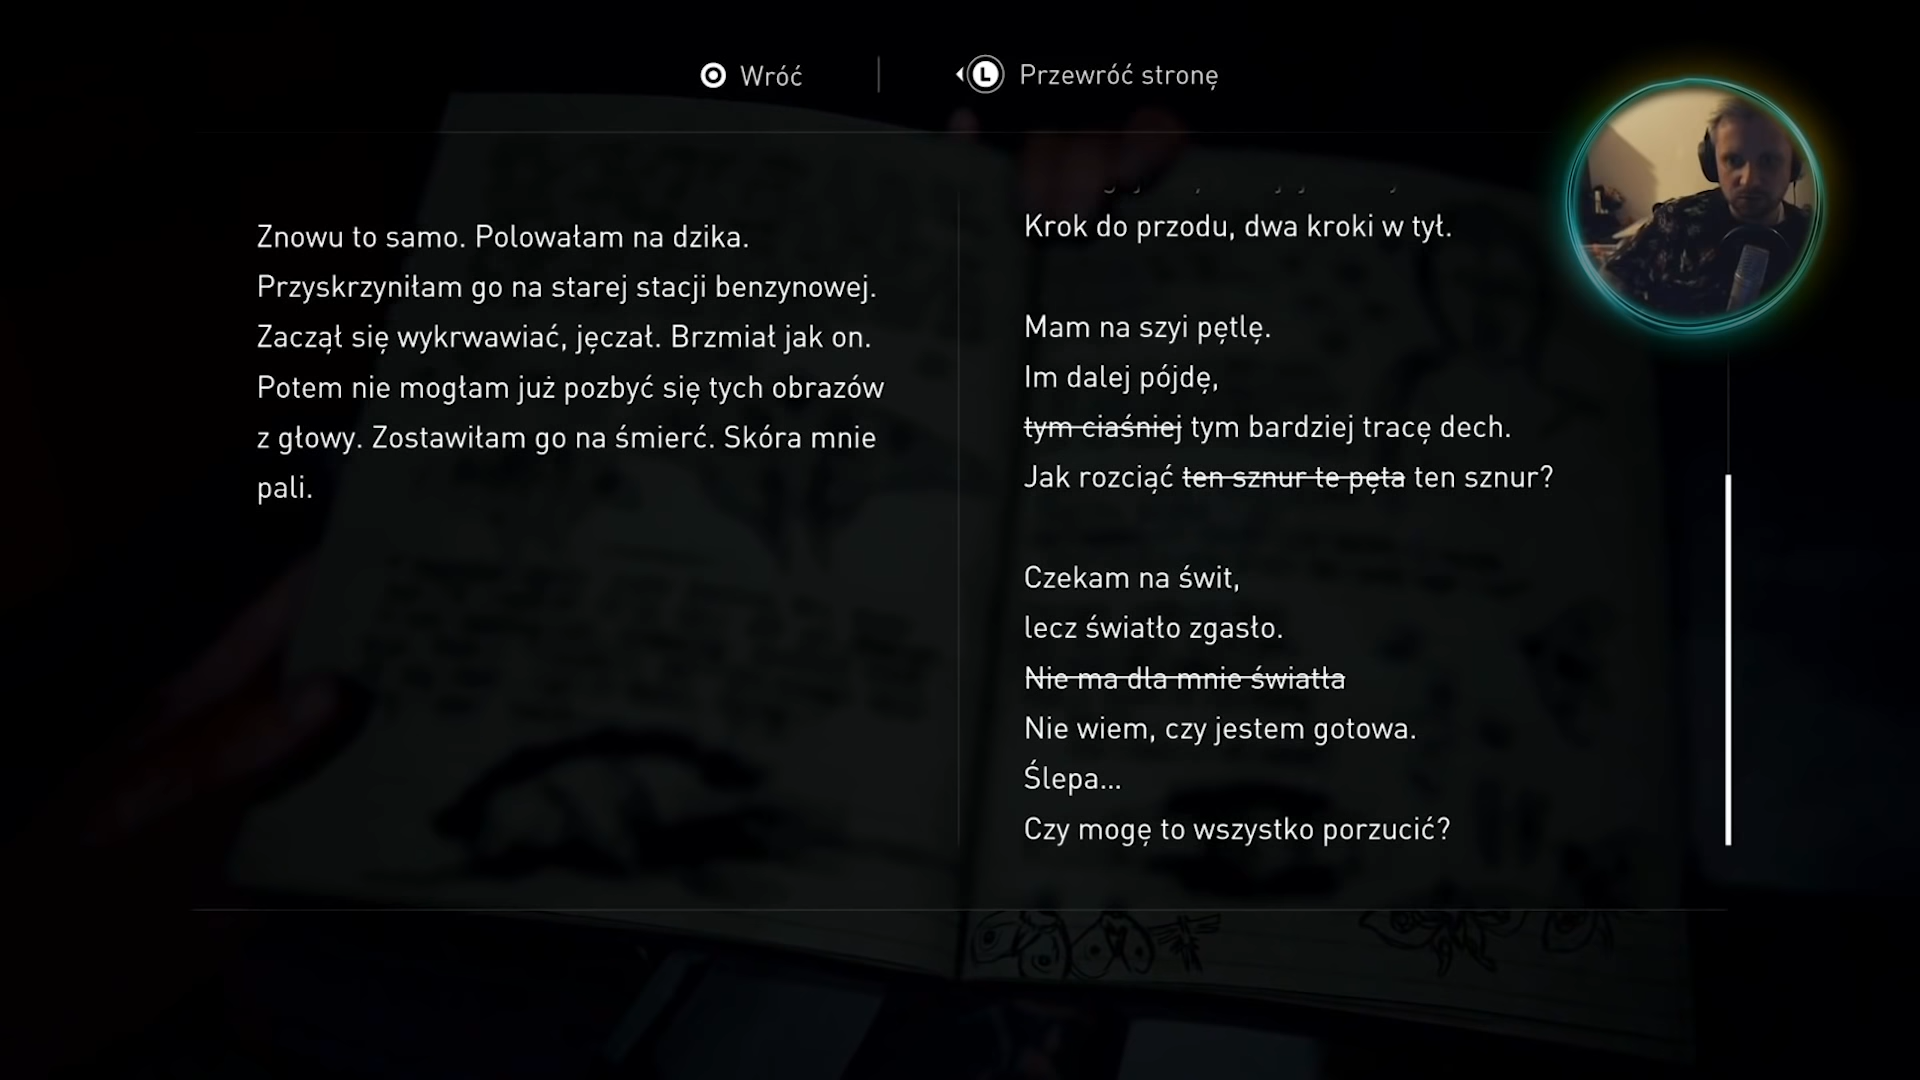 Wróć
L Przewróć stronę
Znowu to samo. Polowałam na dzika.
Przyskrzyniłam go na starej stacji benzynowej.
Zaczął się wykrwawiać, jęczał. Brzmiał jak on.
Potem nie mogłam już pozbyć się tych obrazów
z głowy. Zostawiłam go na śmierć. Skóra mnie
pali.
Krok do przodu, dwa kroki w tył.
Mam na szyi pętlę.
Im dalej pójdę,
tym ciaśniej tym bardziej tracę dech.
Jak rozciąć ten sznur te pęta ten sznur?
Czekam na świt,
lecz światło zgasło.
Nie ma dla mnie światła
Nie wiem, czy jestem gotowa.
Ślepa...
Czy mogę to wszystko porzucić?